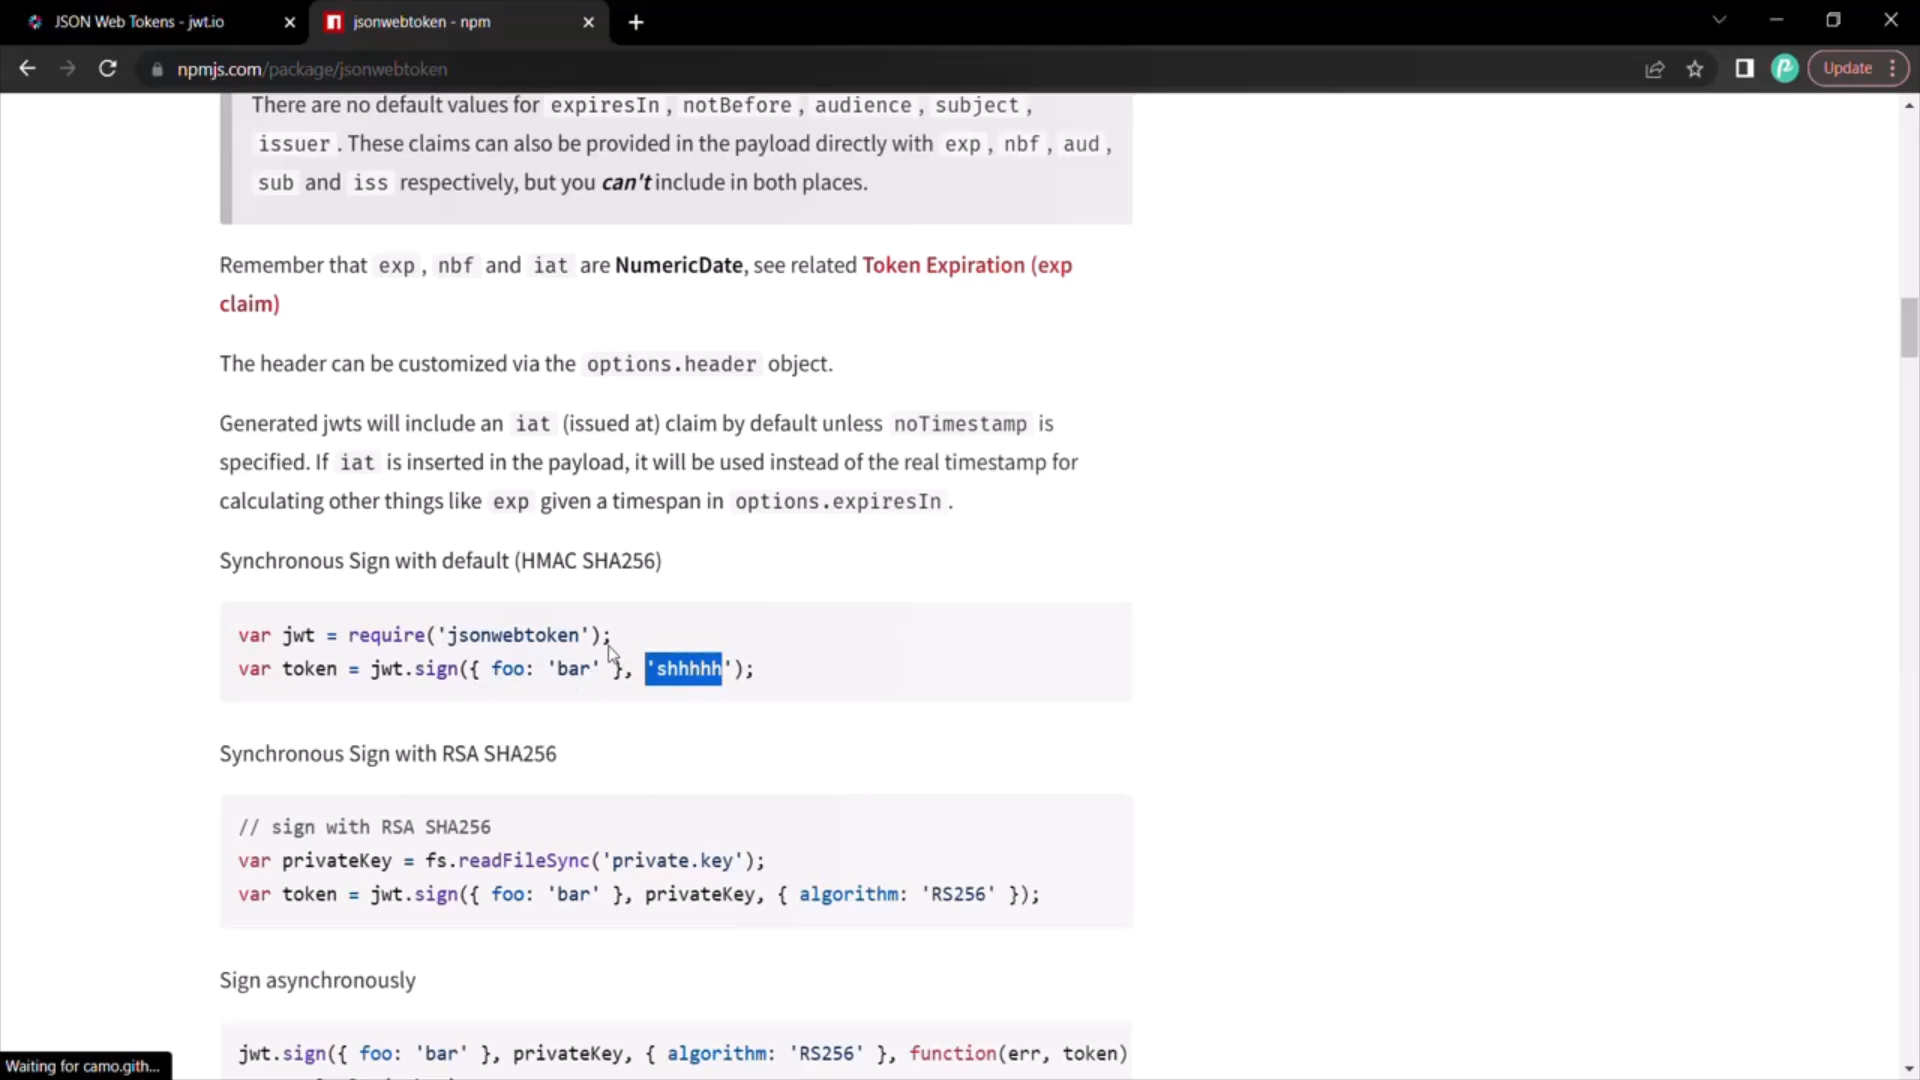 JSON Web Tokens - jwt.io
jsonwebtoken - npm
npmjs.com/package/jsonwebtoken
Update
There are no default values for expiresIn, notBefore, audience, subject,
issuer. These claims can also be provided in the payload directly with exp, nbf, aud,
sub and iss respectively, but you can't include in both places.
Remember that exp, nbf and iat are NumericDate, see related Token Expiration (exp
claim)
The header can be customized via the options.header object.
Generated jwts will include an iat (issued at) claim by default unless noTimestamp is
specified. If iat is inserted in the payload, it will be used instead of the real timestamp for
calculating other things like exp given a timespan in options.expiresIn.
Synchronous Sign with default (HMAC SHA256)
var jwt = require('jsonwebtoken');
var token = jwt.sign({ foo: 'bar' }, 'shhhhh');
Synchronous Sign with RSA SHA256
// sign with RSA SHA256
var privateKey = fs.readFileSync('private.key');
var token = jwt.sign({ foo: 'bar' }, privateKey, { algorithm: 'RS256' });
Sign asynchronously
jwt.sign({ foo: 'bar' }, privateKey, { algorithm: 'RS256' }, function(err, token)
Waiting for camo.gith...